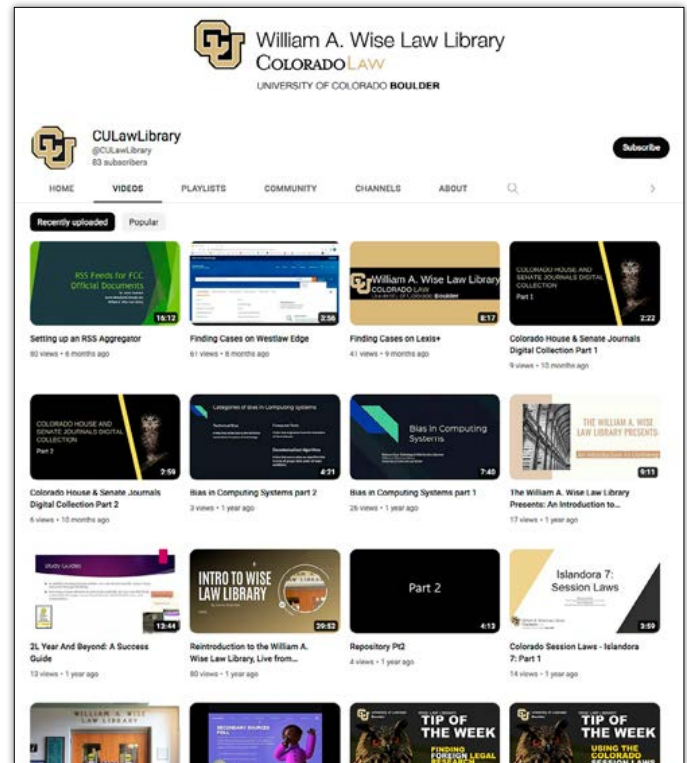 William A. Wise Law Library
COLORADO LAW
UNIVERSITY OF COLORADO BOULDER
CULawLibrary
@CULawLibrary
83 subscribers
Subscribe
HOME VIDEOS PLAYLISTS COMMUNITY CHANNELS ABOUT
Recently uploaded Popular
RSS Feeds for FCC
Official Documents
16:12
2:56
William A. Wise Law Library
COLORADO LAW
UNIVERSITY OF COLORADO BOULDER
8:17
COLORADO HOUSE AND
SENATE JOURNALS DIGITAL
COLLECTION
Part 1
2:22
Setting up an RSS Aggregator
80 views • 6 months ago
Finding Cases on Westlaw Edge
61 views • 8 months ago
Finding Cases on Lexis+
41 views • 9 months ago
Colorado House & Senate Journals
Digital Collection Part 1
9 views • 10 months ago
COLORADO HOUSE AND
SENATE JOURNALS DIGITAL
COLLECTION
Part 2
2:59
Categories of Bias in Computing Systems
4:21
Bias in Computing
Systems
7:40
THE WILLIAM A. WISE
LAW LIBRARY PRESENTS:
9:11
Colorado House & Senate Journals
Digital Collection Part 2
6 views • 10 months ago
Bias in Computing Systems part 2
3 views • 1 year ago
Bias in Computing Systems part 1
26 views • 1 year ago
The William A. Wise Law Library
Presents: An Introduction to...
17 views • 1 year ago
Study Guides
13:44
INTRO TO WISE
LAW LIBRARY
29:52
Part 2
4:13
Islandora 7:
Session Laws
3:59
2L Year And Beyond: A Success
Guide
13 views • 1 year ago
Reintroduction to the William A.
Wise Law Library, Live from...
80 views • 1 year ago
Repository Pt2
4 views • 1 year ago
Colorado Session Laws - Islandora
7: Part 1
14 views • 1 year ago
WILLIAM A. WISE
LAW LIBRARY
SECONDARY SOURCES
POLL
TIP OF
THE WEEK
FINDING
FOREIGN LEGAL
RESEARCH
TIP OF
THE WEEK
USING THE
COLORADO
SESSION LAWS